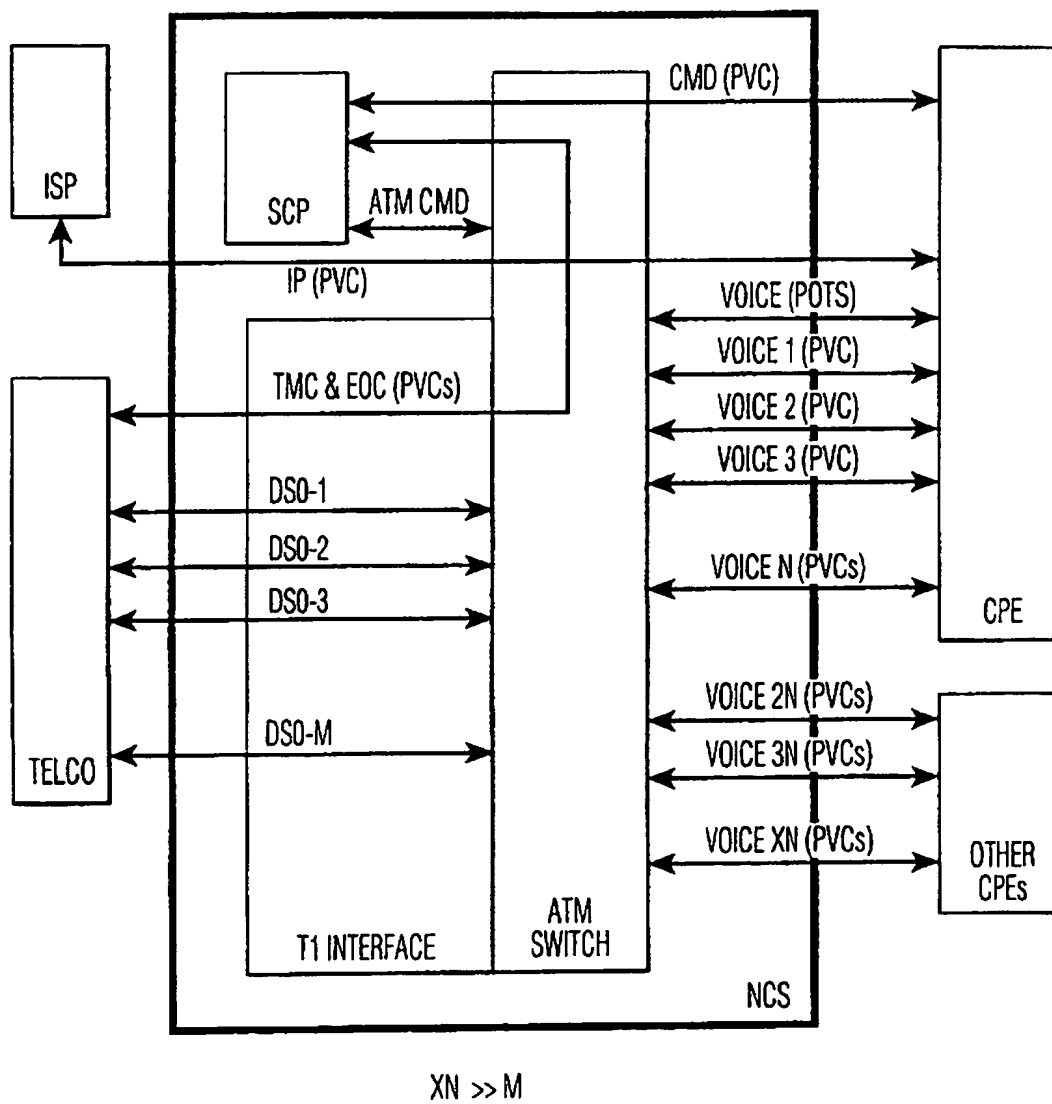 CMD (PVC)
ISP
SCP
ATM CMD
IP (PVC)
VOICE (POTS)
VOICE 1 (PVC)
TMC & EOC (PVCs)
VOICE 2 (PVC)
VOICE 3 (PVC)
DS0-1
DS0-2
VOICE N (PVCs)
DS0-3
CPE
VOICE 2N (PVCs)
DS0-M
VOICE 3N (PVCs)
TELCO
VOICE XN (PVCs)
OTHER
CPEs
ATM
SWITCH
T1 INTERFACE
NCS
XN >> M